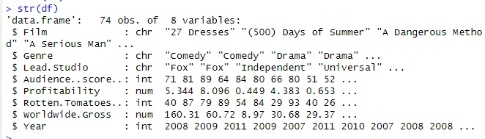 > str(df)
'data.frame':   74 obs. of  8 variables:
 $ Film             : chr  "27 Dresses" "(500) Days of Summer" "A Dangerous Metho
d" "A Serious Man" ...
 $ Genre            : chr  "Comedy" "Comedy" "Drama" "Drama" ...
 $ Lead.Studio      : chr  "Fox" "Fox" "Independent" "Universal" ...
 $ Audience..score..: int  71 81 89 64 84 80 66 80 51 52 ...
 $ Profitability    : num  5.344 8.096 0.449 4.383 0.653 ...
 $ Rotten.Tomatoes..: int  40 87 79 89 54 84 29 93 40 26 ...
 $ Worldwide.Gross  : num  160.31 60.72 8.97 30.68 29.37 ...
 $ Year             : int  2008 2009 2011 2009 2007 2011 2010 2007 2008 2008 ...